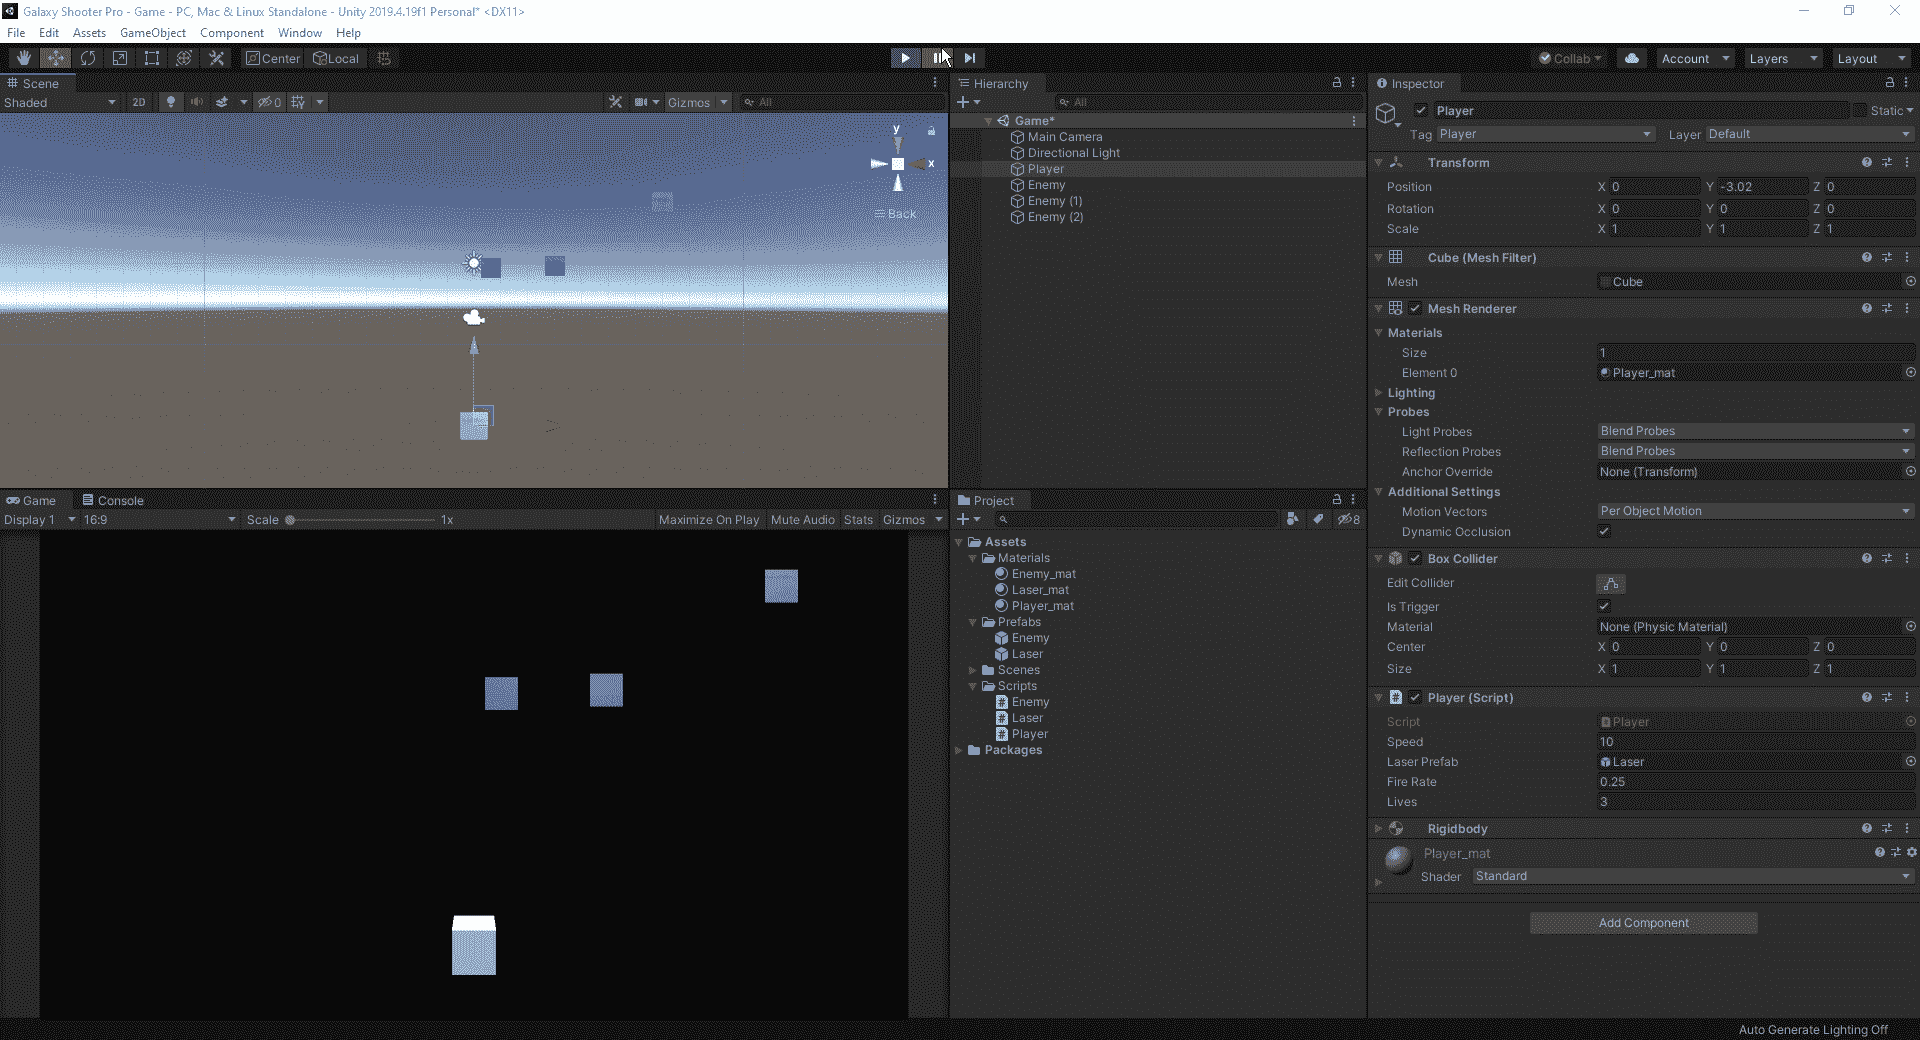 Galaxy Shooter Pro - Game - PC, Mac & Linux Standalone - Unity 2019.4.19f1 Personal* <DX11>
File Edit Assets GameObject Component Window Help
Center Local Collab Account Layers Layout
Scene
Shaded 2D 0 Gizmos All
y
x
Back
Game Console
Display 1 16:9 Scale 1x Maximize On Play Mute Audio Stats Gizmos
Hierarchy
All
Game*
Main Camera
Directional Light
Player
Enemy
Enemy (1)
Enemy (2)
Project
8
Assets
Materials
Enemy_mat
Laser_mat
Player_mat
Prefabs
Enemy
Laser
Scenes
Scripts
Enemy
Laser
Player
Packages
Inspector
Player Static
Tag Player Layer Default
Transform
Position X 0 Y -3.02 Z 0
Rotation X 0 Y 0 Z 0
Scale X 1 Y 1 Z 1
Cube (Mesh Filter)
Mesh Cube
Mesh Renderer
Materials
Size 1
Element 0 Player_mat
Lighting
Probes
Light Probes Blend Probes
Reflection Probes Blend Probes
Anchor Override None (Transform)
Additional Settings
Motion Vectors Per Object Motion
Dynamic Occlusion
Box Collider
Edit Collider
Is Trigger
Material None (Physic Material)
Center X 0 Y 0 Z 0
Size X 1 Y 1 Z 1
Player (Script)
Script Player
Speed 10
Laser Prefab Laser
Fire Rate 0.25
Lives 3
Rigidbody
Player_mat
Shader Standard
Add Component
Auto Generate Lighting Off